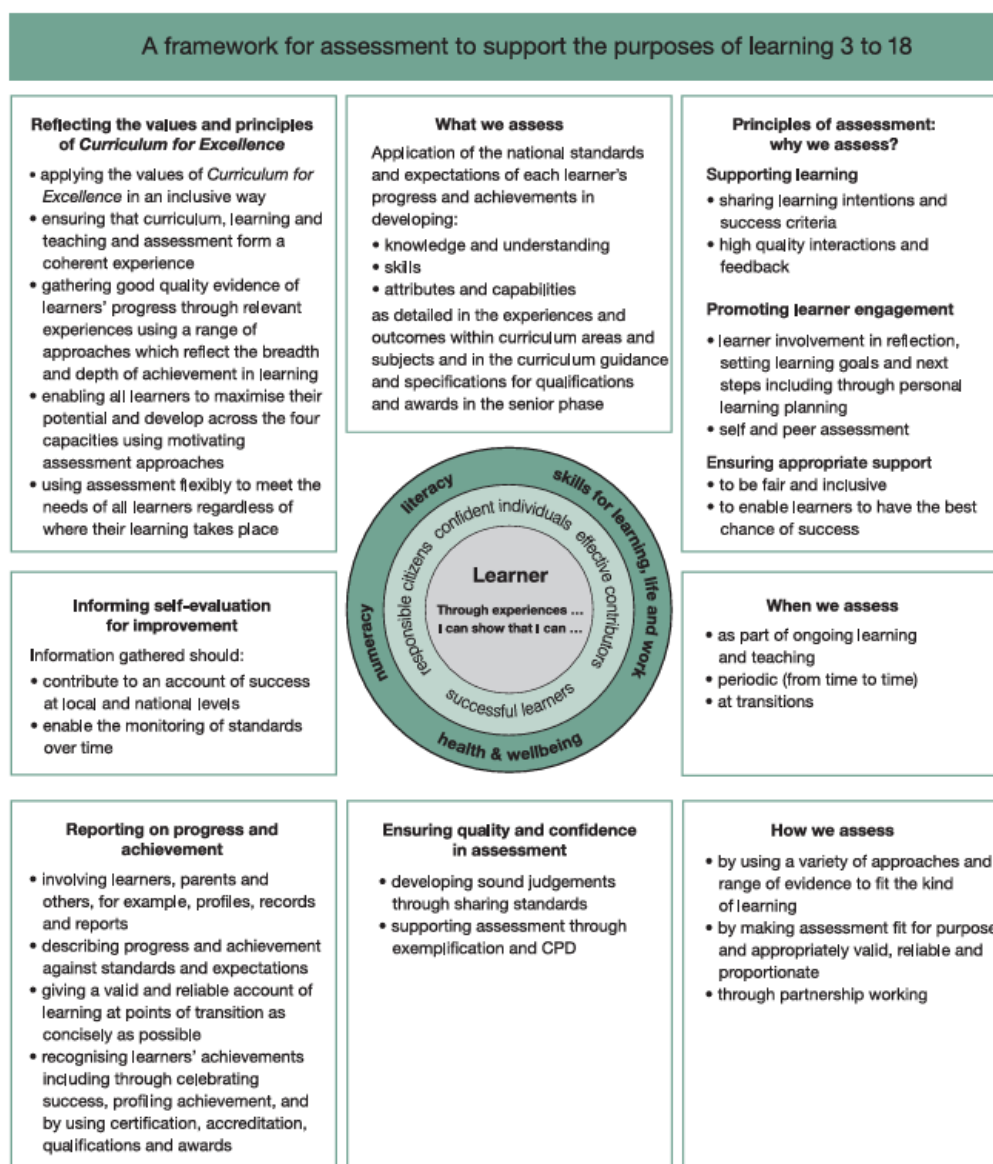 A framework for assessment to support the purposes of learning 3 to 18
Reflecting the values and principles
of Curriculum for Excellence
• applying the values of Curriculum for
Excellence in an inclusive way
• ensuring that curriculum, learning and
teaching and assessment form a
coherent experience
• gathering good quality evidence of
learners' progress through relevant
experiences using a range of
approaches which reflect the breadth
and depth of achievement in learning
• enabling all learners to maximise their
potential and develop across the four
capacities using motivating
assessment approaches
• using assessment flexibly to meet the
needs of all learners regardless of
where their learning takes place
What we assess
Application of the national standards
and expectations of each learner's
progress and achievements in
developing:
• knowledge and understanding
• skills
• attributes and capabilities
as detailed in the experiences and
outcomes within curriculum areas and
subjects and in the curriculum guidance
and specifications for qualifications
and awards in the senior phase
Principles of assessment:
why we assess?
Supporting learning
• sharing learning intentions and
success criteria
• high quality interactions and
feedback
Promoting learner engagement
• learner involvement in reflection,
setting learning goals and next
steps including through personal
learning planning
• self and peer assessment
Ensuring appropriate support
• to be fair and inclusive
• to enable learners to have the best
chance of success
Informing self-evaluation
for improvement
Information gathered should:
• contribute to an account of success
at local and national levels
• enable the monitoring of standards
over time
literacy
skills for learning, life and work
numeracy
health & wellbeing
confident individuals
effective contributors
responsible citizens
successful learners
Learner
Through experiences ...
I can show that I can ...
When we assess
• as part of ongoing learning
and teaching
• periodic (from time to time)
• at transitions
Reporting on progress and
achievement
• involving learners, parents and
others, for example, profiles, records
and reports
• describing progress and achievement
against standards and expectations
• giving a valid and reliable account of
learning at points of transition as
concisely as possible
• recognising learners' achievements
including through celebrating
success, profiling achievement, and
by using certification, accreditation,
qualifications and awards
Ensuring quality and confidence
in assessment
• developing sound judgements
through sharing standards
• supporting assessment through
exemplification and CPD
How we assess
• by using a variety of approaches and
range of evidence to fit the kind
of learning
• by making assessment fit for purpose
and appropriately valid, reliable and
proportionate
• through partnership working